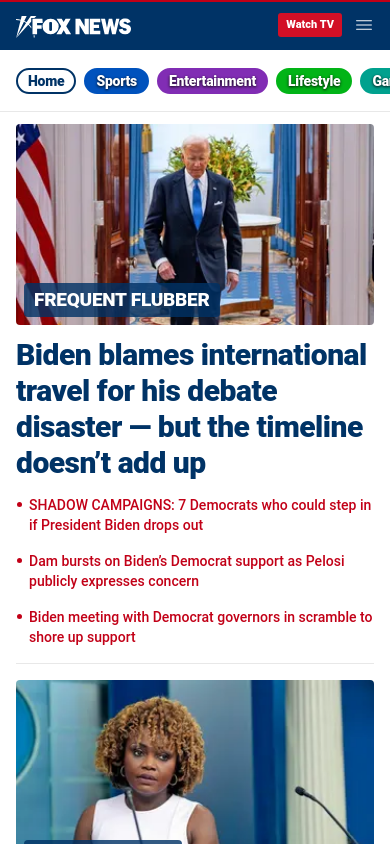 FOX NEWS
Watch TV
Home
Sports
Entertainment
Lifestyle
FREQUENT FLUBBER
Biden blames international
travel for his debate
disaster — but the timeline
doesn’t add up
SHADOW CAMPAIGNS: 7 Democrats who could step in
if President Biden drops out
Dam bursts on Biden’s Democrat support as Pelosi
publicly expresses concern
Biden meeting with Democrat governors in scramble to
shore up support